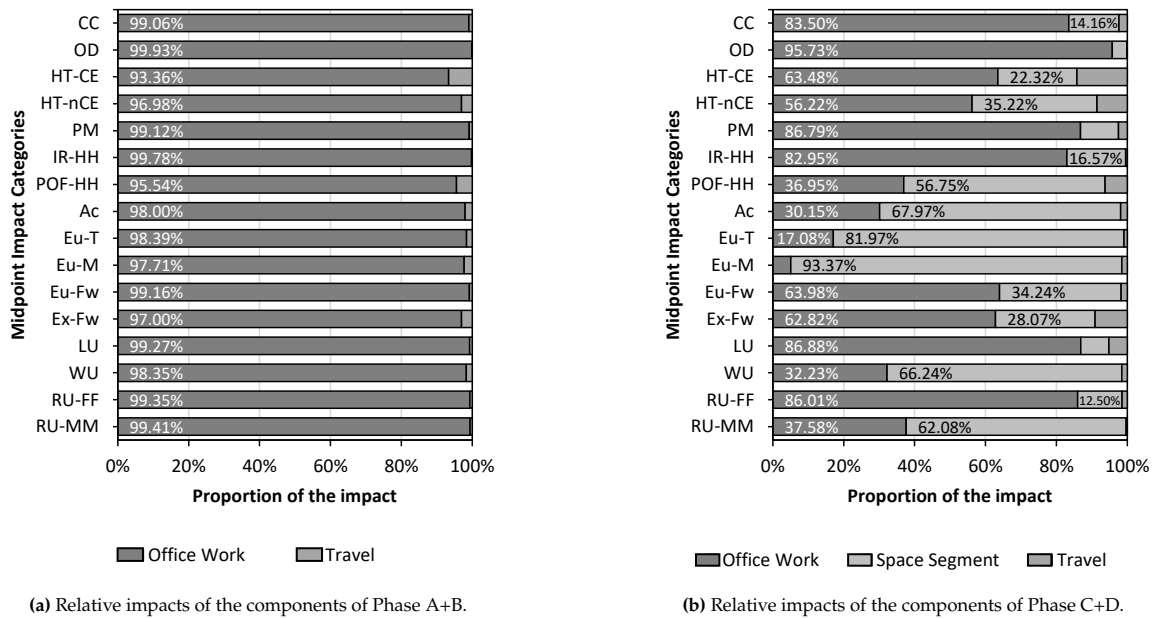 Midpoint Impact Categories
CC 99.06%
OD 99.93%
HT-CE 93.36%
HT-nCE 96.98%
PM 99.12%
IR-HH 99.78%
POF-HH 95.54%
Ac 98.00%
Eu-T 98.39%
Eu-M 97.71%
Eu-Fw 99.16%
Ex-Fw 97.00%
LU 99.27%
WU 98.35%
RU-FF 99.35%
RU-MM 99.41%
0% 20% 40% 60% 80% 100%
Proportion of the impact
Office Work Travel
(a) Relative impacts of the components of Phase A+B.
Midpoint Impact Categories
CC 83.50% 14.16%
OD 95.73%
HT-CE 63.48% 22.32%
HT-nCE 56.22% 35.22%
PM 86.79%
IR-HH 82.95% 16.57%
POF-HH 36.95% 56.75%
Ac 30.15% 67.97%
Eu-T 17.08% 81.97%
Eu-M 93.37%
Eu-Fw 63.98% 34.24%
Ex-Fw 62.82% 28.07%
LU 86.88%
WU 32.23% 66.24%
RU-FF 86.01% 12.50%
RU-MM 37.58% 62.08%
0% 20% 40% 60% 80% 100%
Proportion of the impact
Office Work Space Segment Travel
(b) Relative impacts of the components of Phase C+D.